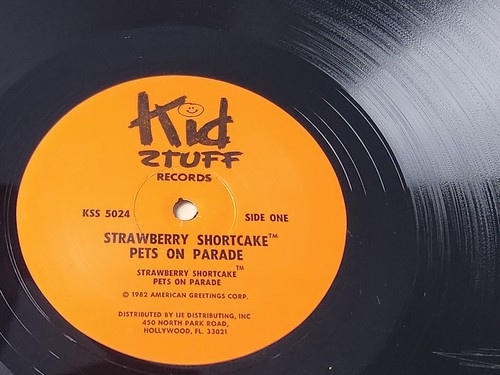 Kid
STUFF
RECORDS
KSS 5024 SIDE ONE
STRAWBERRY SHORTCAKE™
PETS ON PARADE
STRAWBERRY SHORTCAKE™
PETS ON PARADE
© 1982 AMERICAN GREETINGS CORP.
DISTRIBUTED BY IJE DISTRIBUTING, INC
450 NORTH PARK ROAD,
HOLLYWOOD, FL. 33021